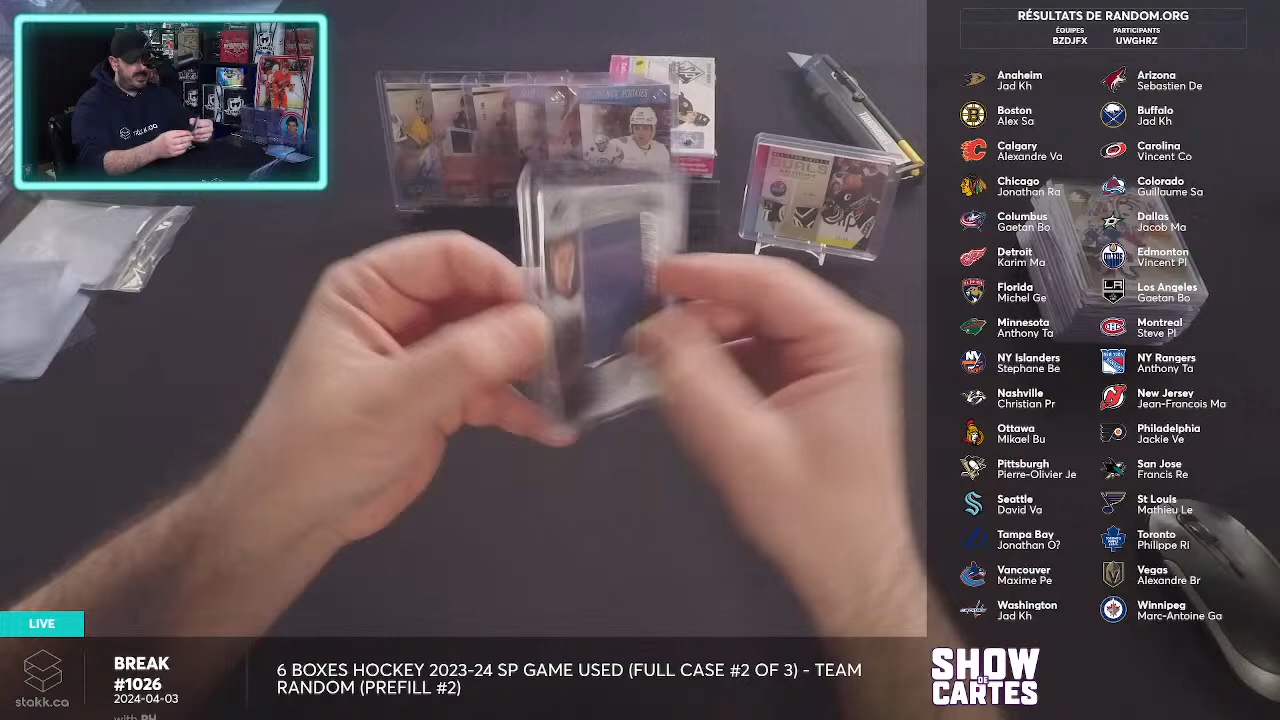 RÉSULTATS DE RANDOM.ORG
ÉQUIPES
BZDJFX
PARTICIPANTS
UWGHRZ
Anaheim
Jad Kh
Arizona
Sebastien De
Boston
Alex Sa
Buffalo
Jad Kh
Calgary
Alexandre Va
Carolina
Vincent Co
Chicago
Jonathan Ra
Colorado
Guillaume Sa
Columbus
Gaetan Bo
Dallas
Jacob Ma
Detroit
Karim Ma
Edmonton
Vincent Pl
Florida
Michel Ge
Los Angeles
Gaetan Bo
Minnesota
Anthony Ta
Montreal
Steve Pl
NY Islanders
Stephane Be
NY Rangers
Anthony Ta
Nashville
Christian Pr
New Jersey
Jean-Francois Ma
Ottawa
Mikael Bu
Philadelphia
Jackie Ve
Pittsburgh
Pierre-Olivier Je
San Jose
Francis Re
Seattle
David Va
St Louis
Mathieu Le
Tampa Bay
Jonathan O?
Toronto
Philippe Ri
Vancouver
Maxime Pe
Vegas
Alexandre Br
Washington
Jad Kh
Winnipeg
Marc-Antoine Ga
DUALS
LIVE
stakk.ca
BREAK
#1026
2024-04-03
with PH
6 BOXES HOCKEY 2023-24 SP GAME USED (FULL CASE #2 OF 3) - TEAM
RANDOM (PREFILL #2)
SHOW
DE
CARTES